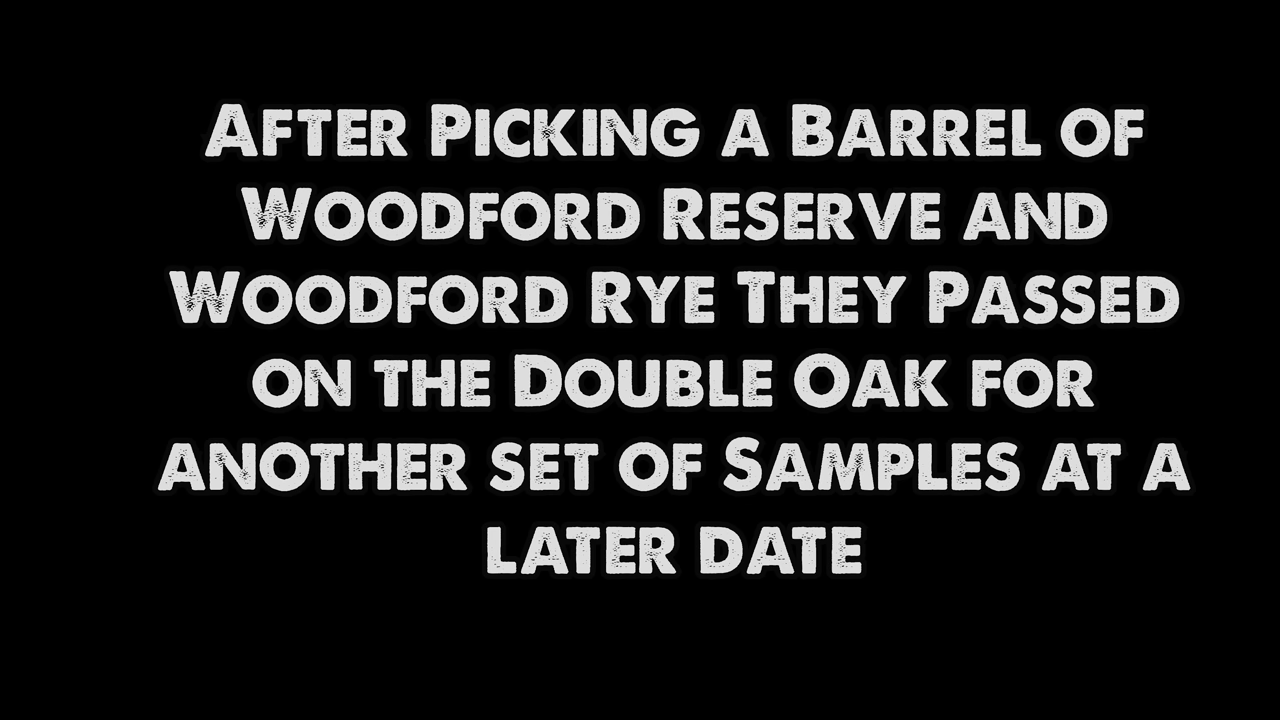 After Picking a Barrel of
Woodford Reserve and
Woodford Rye They Passed
on the Double Oak for
another set of Samples at a
later date